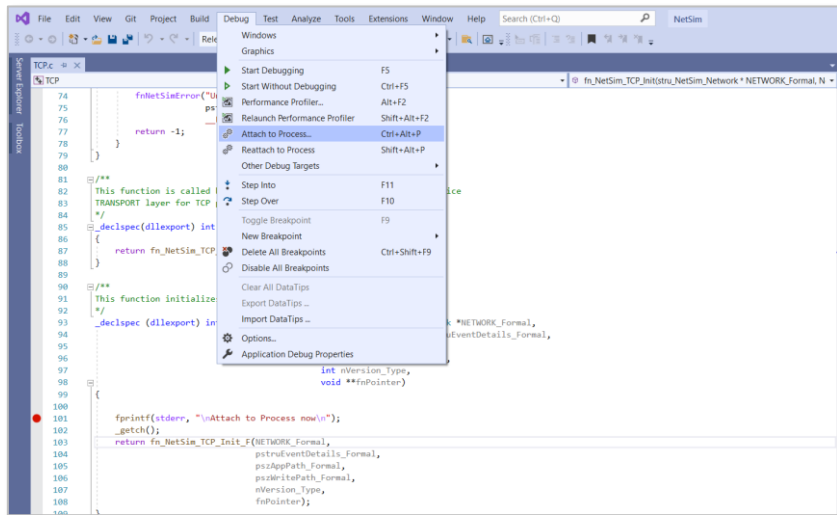 File Edit View Git Project Build Debug Test Analyze Tools Extensions Window Help Search (Ctrl+Q) NetSim
Rele
Server Explorer
Toolbox
TCP.c
TCP
fn_NetSim_TCP_Init(stru_NetSim_Network * NETWORK_Formal, N
Windows
Graphics
Start Debugging F5
Start Without Debugging Ctrl+F5
Performance Profiler... Alt+F2
Relaunch Performance Profiler Shift+Alt+F2
Attach to Process... Ctrl+Alt+P
Reattach to Process Shift+Alt+P
Other Debug Targets
Step Into F11
Step Over F10
Toggle Breakpoint F9
New Breakpoint
Delete All Breakpoints Ctrl+Shift+F9
Disable All Breakpoints
Clear All DataTips
Export DataTips ...
Import DataTips ...
Options...
Application Debug Properties
74 fnNetSimError("U
75 ps
76
77 return -1;
78 }
79 }
80
81 /**
82 This function is called ice
83 TRANSPORT layer for TCP
84 */
85 _declspec(dllexport) int
86 {
87 return fn_NetSim_TCP_
88 }
89
90 /**
91 This function initialize
92 */
93 _declspec (dllexport) in k *NETWORK_Formal,
94 uEventDetails_Formal,
95
96 ,
97 int nVersion_Type,
98 void **fnPointer)
99 {
100
101 fprintf(stderr, "\nAttach to Process now\n");
102 _getch();
103 return fn_NetSim_TCP_Init_F(NETWORK_Formal,
104 pstruEventDetails_Formal,
105 pszAppPath_Formal,
106 pszWritePath_Formal,
107 nVersion_Type,
108 fnPointer);
109 }